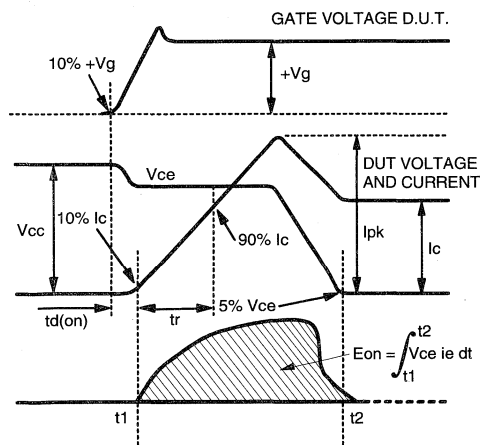 GATE VOLTAGE D.U.T.
10% +Vg
+Vg
Vce
DUT VOLTAGE
AND CURRENT
10% Ic
Vcc
90% Ic
Ipk
Ic
td(on)
tr
5% Vce
Eon = ∫ Vce ie dt
t2
t1
t1
t2